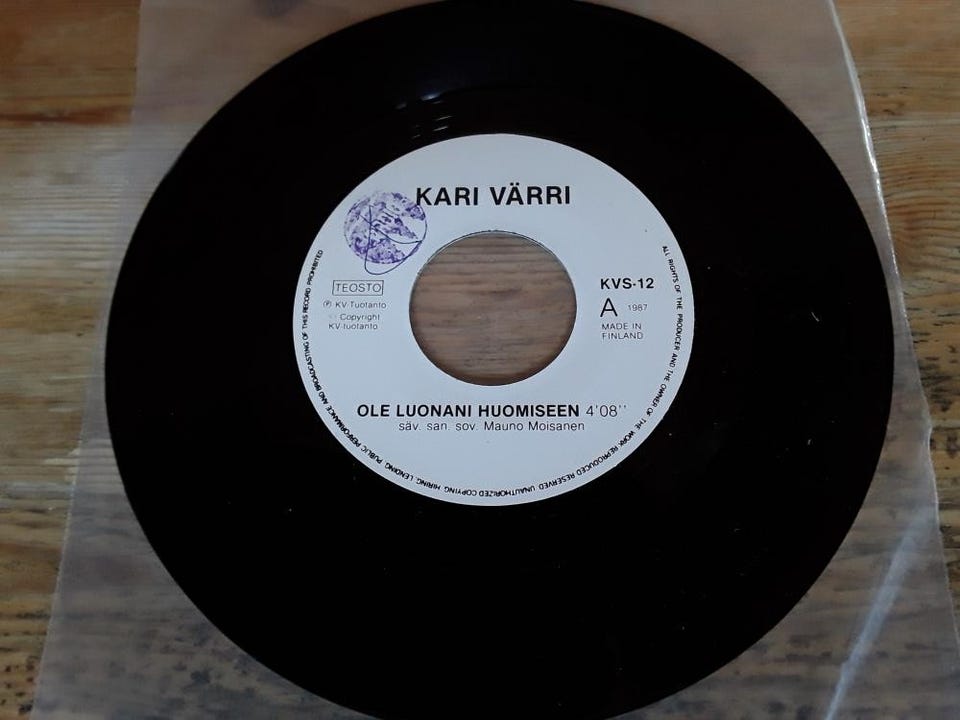 KARI VÄRRI
TEOSTO
℗ KV-Tuotanto
© Copyright
KV-tuotanto
KVS-12
A 1987
MADE IN
FINLAND
OLE LUONANI HUOMISEEN 4'08''
säv. san. sov. Mauno Moisanen
ALL RIGHTS OF THE PRODUCER AND THE OWNER OF THE WORK REPRODUCED RESERVED. UNAUTHORIZED COPYING, HIRING, LENDING, PUBLIC PERFORMANCE AND BROADCASTING OF THIS RECORD PROHIBITED